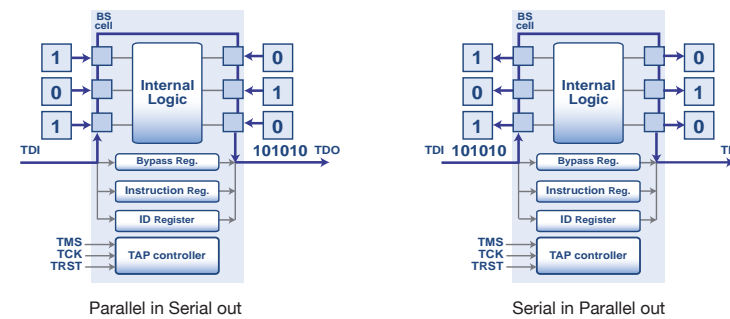 BS
cell
1
0
0
1
1
0
Internal
Logic
TDI
101010 TDO
Bypass Reg.
Instruction Reg.
ID Register
TMS
TCK
TRST
TAP controller
Parallel in Serial out
BS
cell
1
0
0
1
1
0
Internal
Logic
TDI 101010
Bypass Reg.
Instruction Reg.
ID Register
TMS
TCK
TRST
TAP controller
Serial in Parallel out